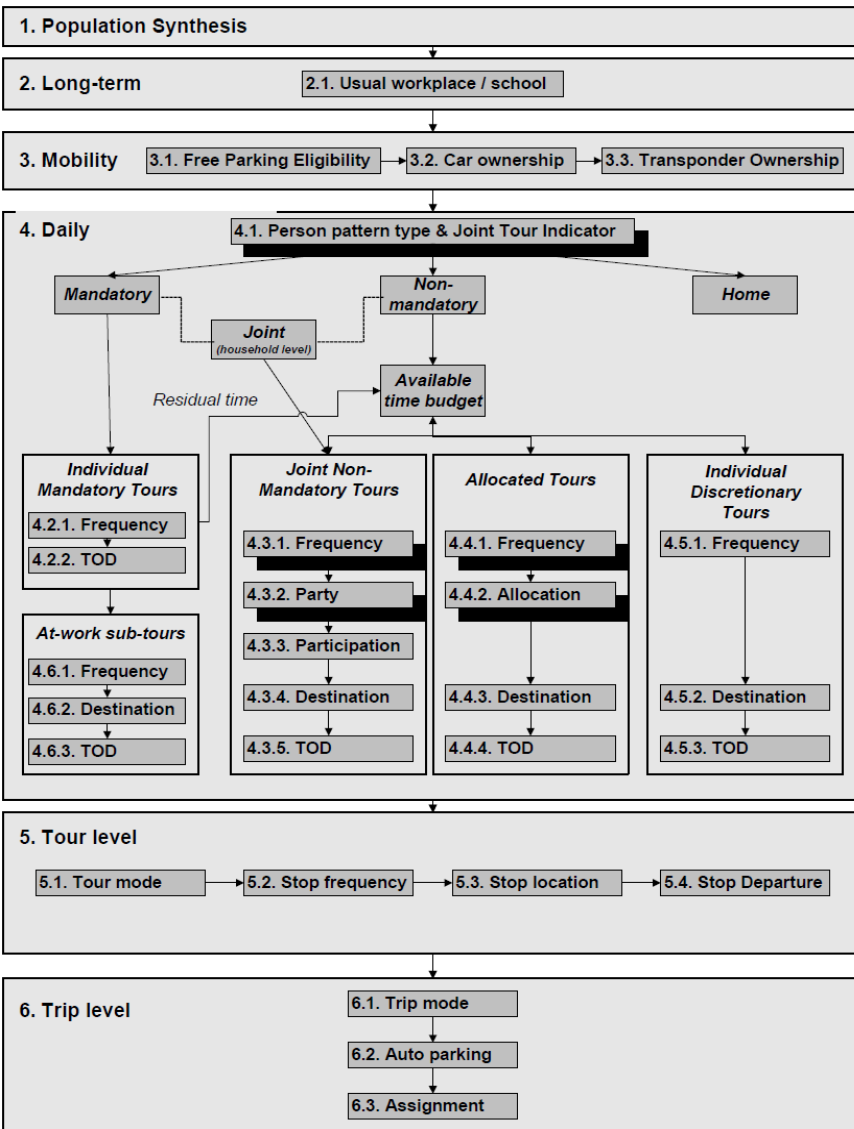 1. Population Synthesis
2. Long-term
2.1. Usual workplace / school
3. Mobility
3.1. Free Parking Eligibility
3.2. Car ownership
3.3. Transponder Ownership
4. Daily
4.1. Person pattern type & Joint Tour Indicator
Mandatory
Non-
mandatory
Home
Joint
(household level)
Available
time budget
Residual time
Individual
Mandatory Tours
4.2.1. Frequency
4.2.2. TOD
At-work sub-tours
4.6.1. Frequency
4.6.2. Destination
4.6.3. TOD
Joint Non-
Mandatory Tours
4.3.1. Frequency
4.3.2. Party
4.3.3. Participation
4.3.4. Destination
4.3.5. TOD
Allocated Tours
4.4.1. Frequency
4.4.2. Allocation
4.4.3. Destination
4.4.4. TOD
Individual
Discretionary
Tours
4.5.1. Frequency
4.5.2. Destination
4.5.3. TOD
5. Tour level
5.1. Tour mode
5.2. Stop frequency
5.3. Stop location
5.4. Stop Departure
6. Trip level
6.1. Trip mode
6.2. Auto parking
6.3. Assignment